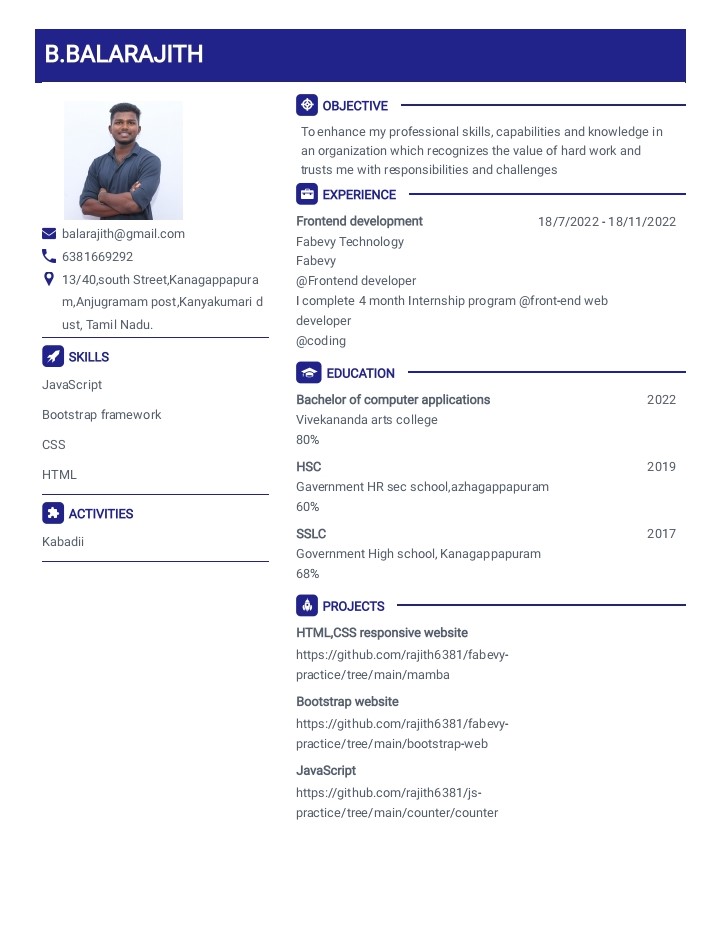 B.BALARAJITH
balarajith@gmail.com
6381669292
13/40,south Street,Kanagappapura
m,Anjugramam post,Kanyakumari d
ust, Tamil Nadu.
SKILLS
JavaScript
Bootstrap framework
CSS
HTML
ACTIVITIES
Kabadii
OBJECTIVE
To enhance my professional skills, capabilities and knowledge in
an organization which recognizes the value of hard work and
trusts me with responsibilities and challenges
EXPERIENCE
Frontend development 18/7/2022 - 18/11/2022
Fabevy Technology
Fabevy
@Frontend developer
I complete 4 month Internship program @front-end web
developer
@coding
EDUCATION
Bachelor of computer applications 2022
Vivekananda arts college
80%
HSC 2019
Gavernment HR sec school,azhagappapuram
60%
SSLC 2017
Government High school, Kanagappapuram
68%
PROJECTS
HTML,CSS responsive website
https://github.com/rajith6381/fabevy-
practice/tree/main/mamba
Bootstrap website
https://github.com/rajith6381/fabevy-
practice/tree/main/bootstrap-web
JavaScript
https://github.com/rajith6381/js-
practice/tree/main/counter/counter